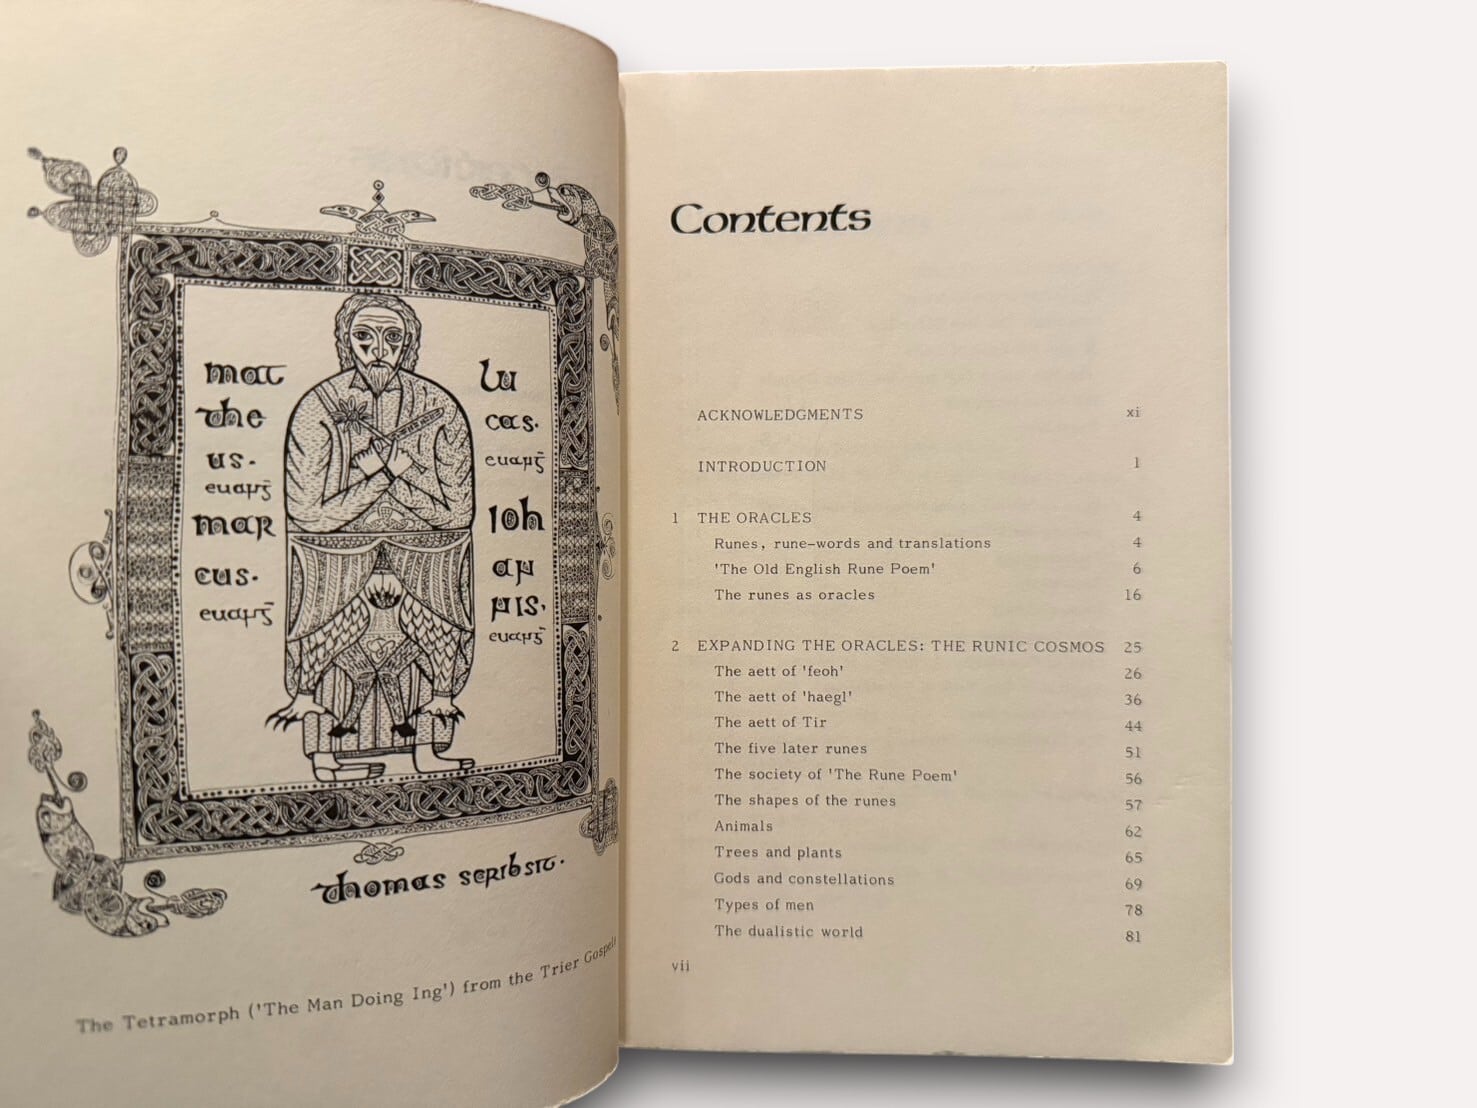 mat
the
us.
euaṅḡ
mar
cus.
euaṅḡ
lu
cas.
euaṅḡ
ioh
an
nis.
euaṅḡ
thomas scribsit.
The Tetramorph ('The Man Doing Ing') from the Trier Gospels
Contents
ACKNOWLEDGMENTS xi
INTRODUCTION 1
1 THE ORACLES 4
Runes, rune-words and translations 4
'The Old English Rune Poem' 6
The runes as oracles 16
2 EXPANDING THE ORACLES: THE RUNIC COSMOS 25
The aett of 'feoh' 26
The aett of 'haegl' 36
The aett of Tir 44
The five later runes 51
The society of 'The Rune Poem' 56
The shapes of the runes 57
Animals 62
Trees and plants 65
Gods and constellations 69
Types of men 78
The dualistic world 81
vii